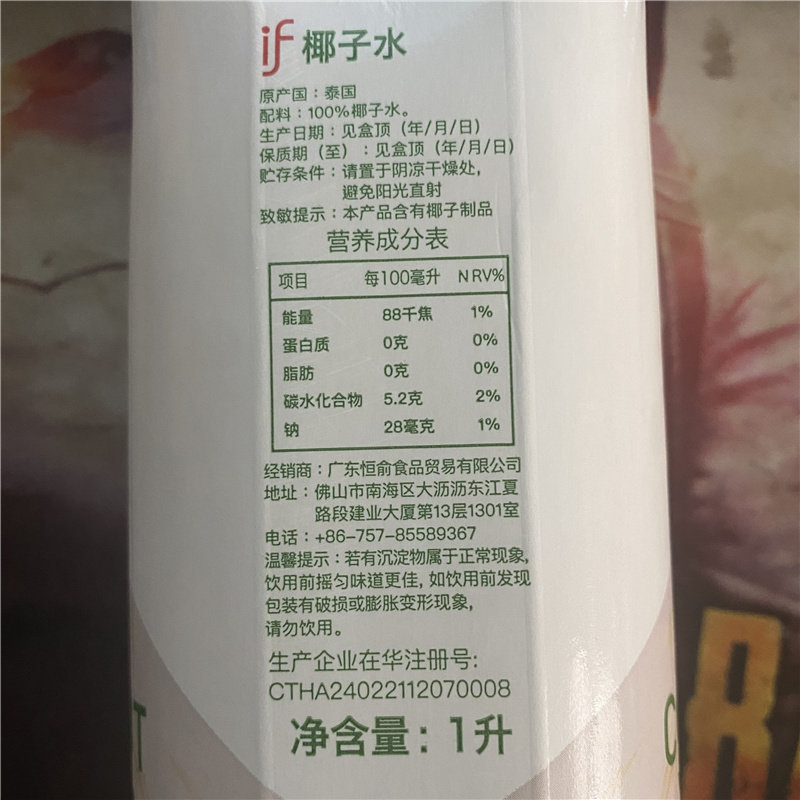 if 椰子水
原产国：泰国
配料：100%椰子水。
生产日期：见盒顶（年/月/日）
保质期（至）：见盒顶（年/月/日）
贮存条件：请置于阴凉干燥处，
避免阳光直射
致敏提示：本产品含有椰子制品
营养成分表
项目 每100毫升 NRV%
能量 88千焦 1%
蛋白质 0克 0%
脂肪 0克 0%
碳水化合物 5.2克 2%
钠 28毫克 1%
经销商：广东恒俞食品贸易有限公司
地址：佛山市南海区大沥沥东江夏
路段建业大厦第13层1301室
电话：+86-757-85589367
温馨提示：若有沉淀物属于正常现象，
饮用前摇匀味道更佳，如饮用前发现
包装有破损或膨胀变形现象，
请勿饮用。
生产企业在华注册号：
CTHA24022112070008
净含量：1升
T
C
R